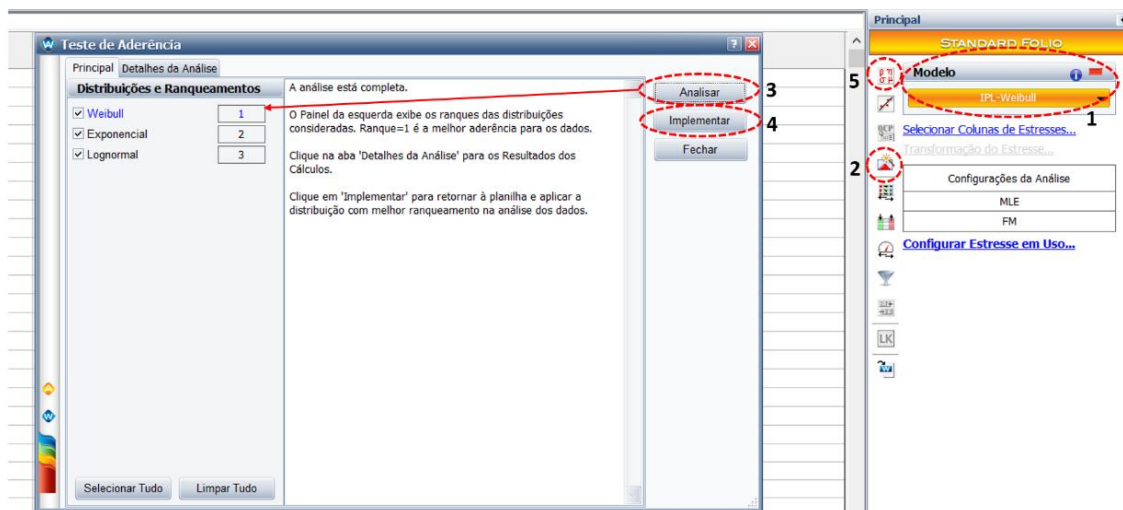 Teste de Aderência
Principal Detalhes da Análise
Distribuições e Ranqueamentos
Weibull 1
Exponencial 2
Lognormal 3
Selecionar Tudo Limpar Tudo
A análise está completa.
O Painel da esquerda exibe os ranques das distribuições
consideradas. Ranque=1 é a melhor aderência para os dados.
Clique na aba 'Detalhes da Análise' para os Resultados dos
Cálculos.
Clique em 'Implementar' para retornar à planilha e aplicar a
distribuição com melhor ranqueamento na análise dos dados.
Analisar 3
Implementar 4
Fechar
Principal
STANDARD FOLIO
5
Modelo
IPL-Weibull
1
QCP
Selecionar Colunas de Estresses...
Transformação do Estresse...
2
Configurações da Análise
MLE
FM
Configurar Estresse em Uso...
LK